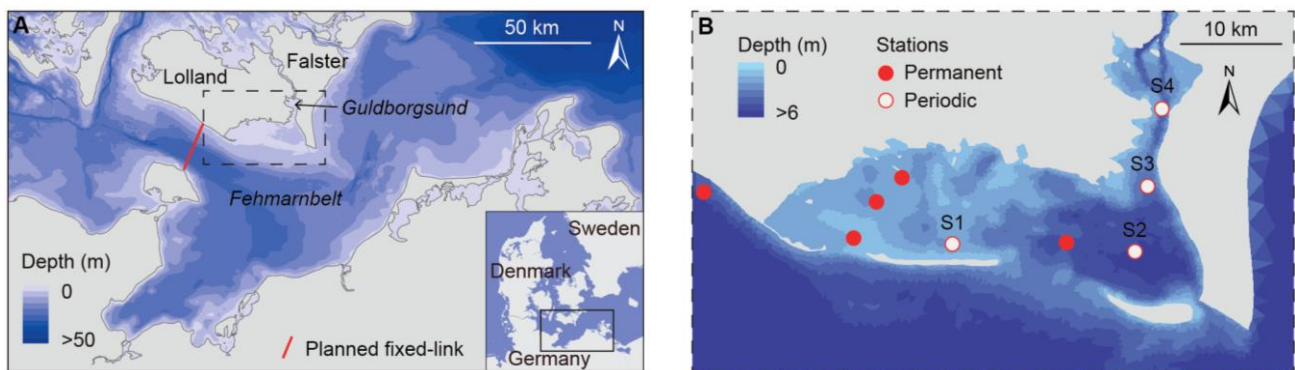 A
50 km
N
Lolland
Falster
Guldborgsund
Fehmarnbelt
Depth (m)
0
>50
Planned fixed-link
Sweden
Denmark
Germany
B
Depth (m)
0
>6
Stations
Permanent
Periodic
10 km
N
S4
S3
S1
S2